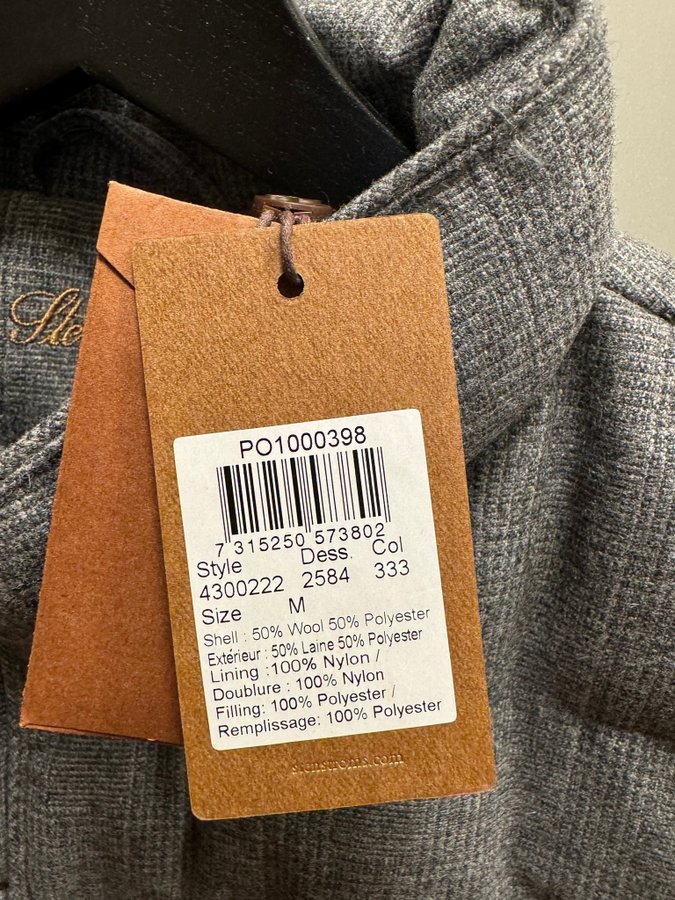 Ste
PO1000398
7 315250 573802
Style Dess. Col
4300222 2584 333
Size M
Shell : 50% Wool 50% Polyester
Extérieur : 50% Laine 50% Polyester
Lining :100% Nylon /
Doublure : 100% Nylon
Filling: 100% Polyester /
Remplissage: 100% Polyester
stenstroms.com